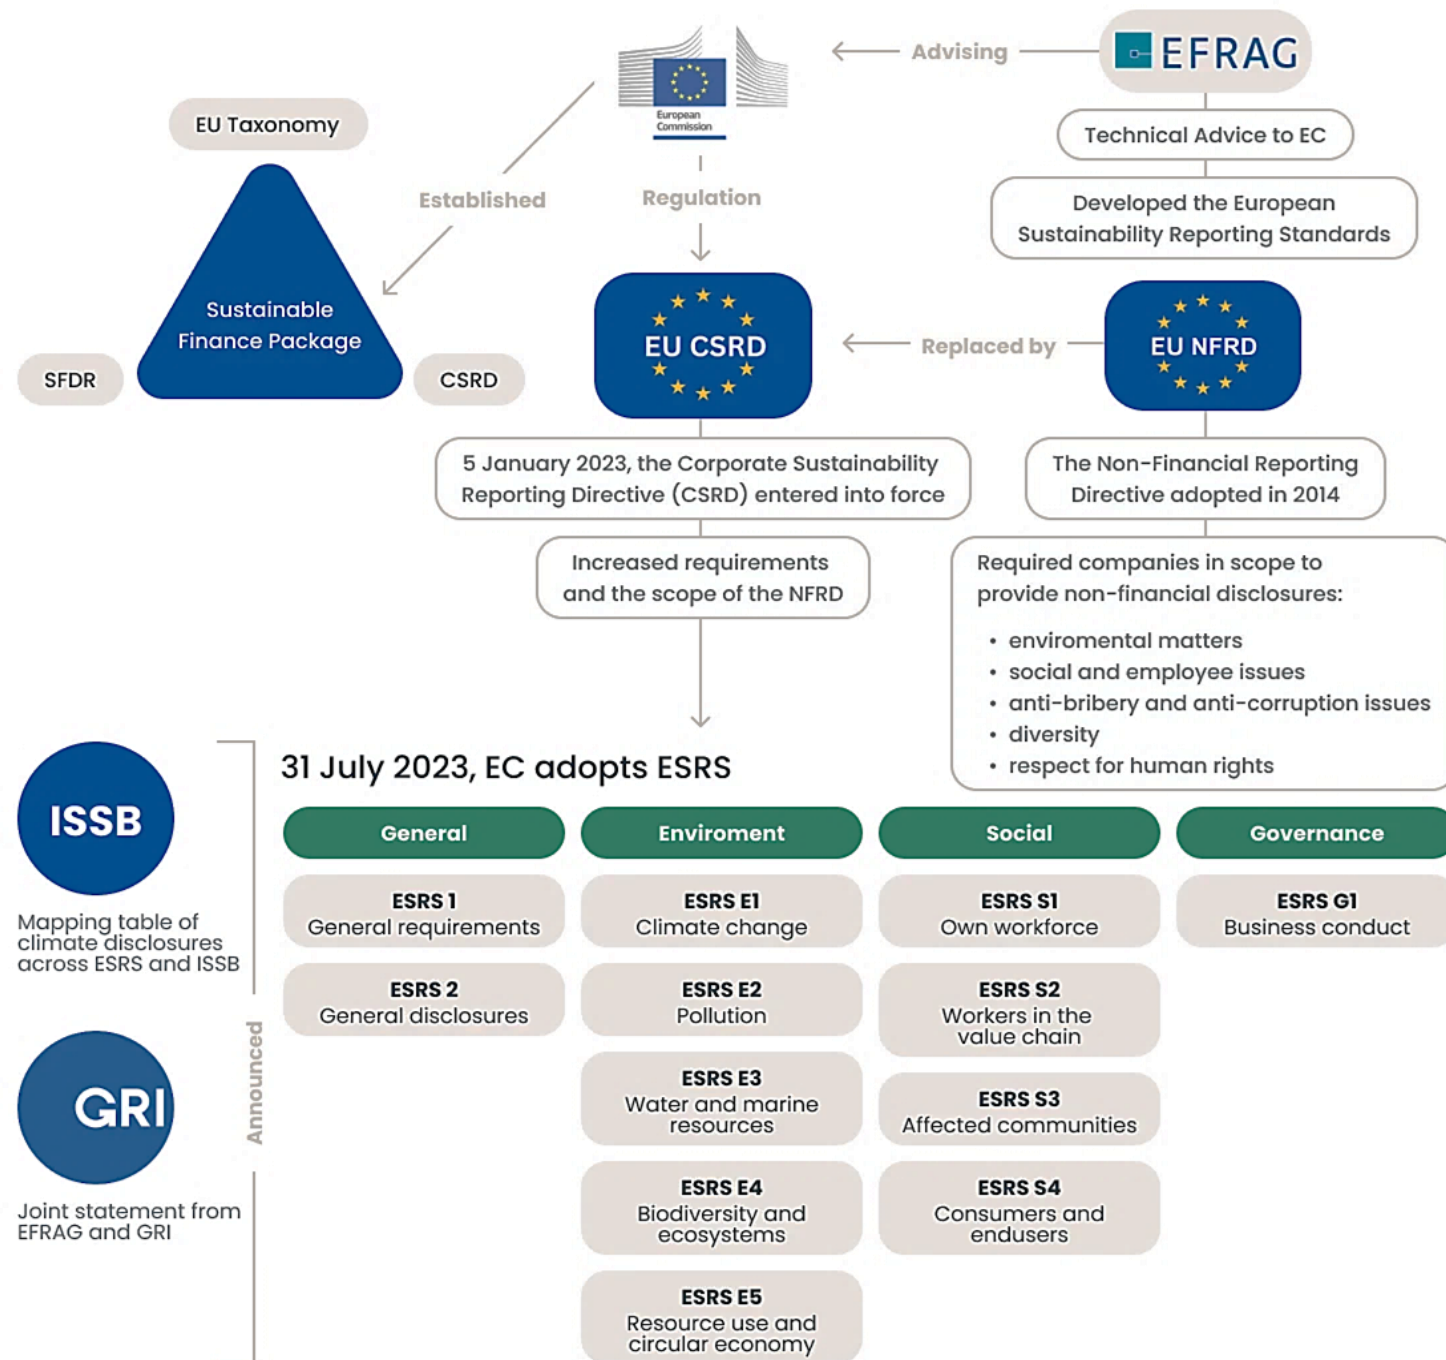 Advising
EFRAG
European
Commission
EU Taxonomy
Technical Advice to EC
Established
Regulation
Developed the European
Sustainability Reporting Standards
Sustainable
Finance Package
SFDR
CSRD
EU CSRD
Replaced by
EU NFRD
5 January 2023, the Corporate Sustainability
Reporting Directive (CSRD) entered into force
The Non-Financial Reporting
Directive adopted in 2014
Increased requirements
and the scope of the NFRD
Required companies in scope to
provide non-financial disclosures:
• enviromental matters
• social and employee issues
• anti-bribery and anti-corruption issues
• diversity
• respect for human rights
ISSB
Mapping table of
climate disclosures
across ESRS and ISSB
GRI
Joint statement from
EFRAG and GRI
Announced
31 July 2023, EC adopts ESRS
General
ESRS 1
General requirements
ESRS 2
General disclosures
Enviroment
ESRS E1
Climate change
ESRS E2
Pollution
ESRS E3
Water and marine
resources
ESRS E4
Biodiversity and
ecosystems
ESRS E5
Resource use and
circular economy
Social
ESRS S1
Own workforce
ESRS S2
Workers in the
value chain
ESRS S3
Affected communities
ESRS S4
Consumers and
endusers
Governance
ESRS G1
Business conduct